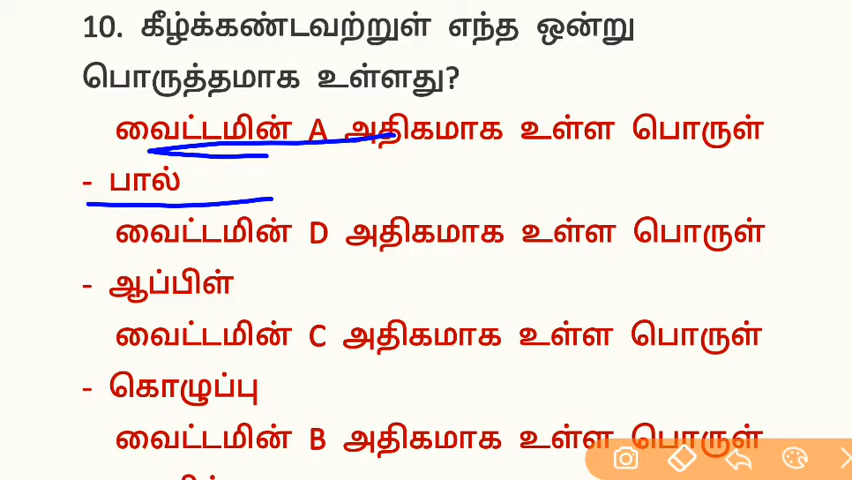 10. கீழ்க்கண்டவற்றுள் எந்த ஒன்று
பொருத்தமாக உள்ளது?
வைட்டமின் A அதிகமாக உள்ள பொருள்
- பால்
வைட்டமின் D அதிகமாக உள்ள பொருள்
- ஆப்பிள்
வைட்டமின் C அதிகமாக உள்ள பொருள்
- கொழுப்பு
வைட்டமின் B அதிகமாக உள்ள பொருள்